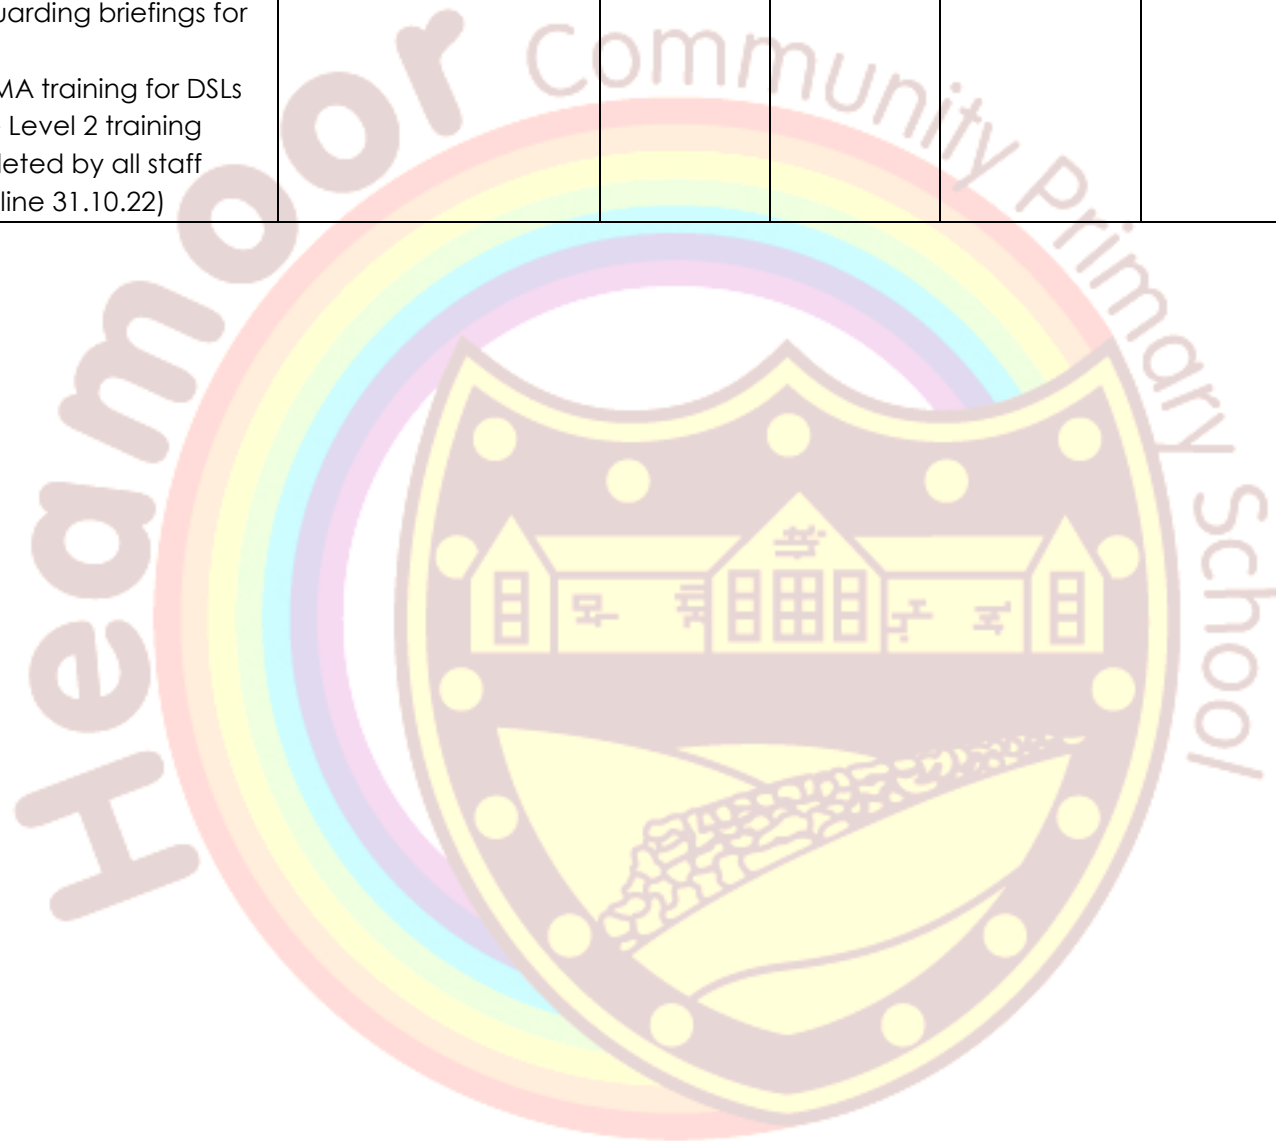 uarding briefings for
MA training for DSLs
Level 2 training
leted by all staff
line 31.10.22)
Heamoor Community Primary School